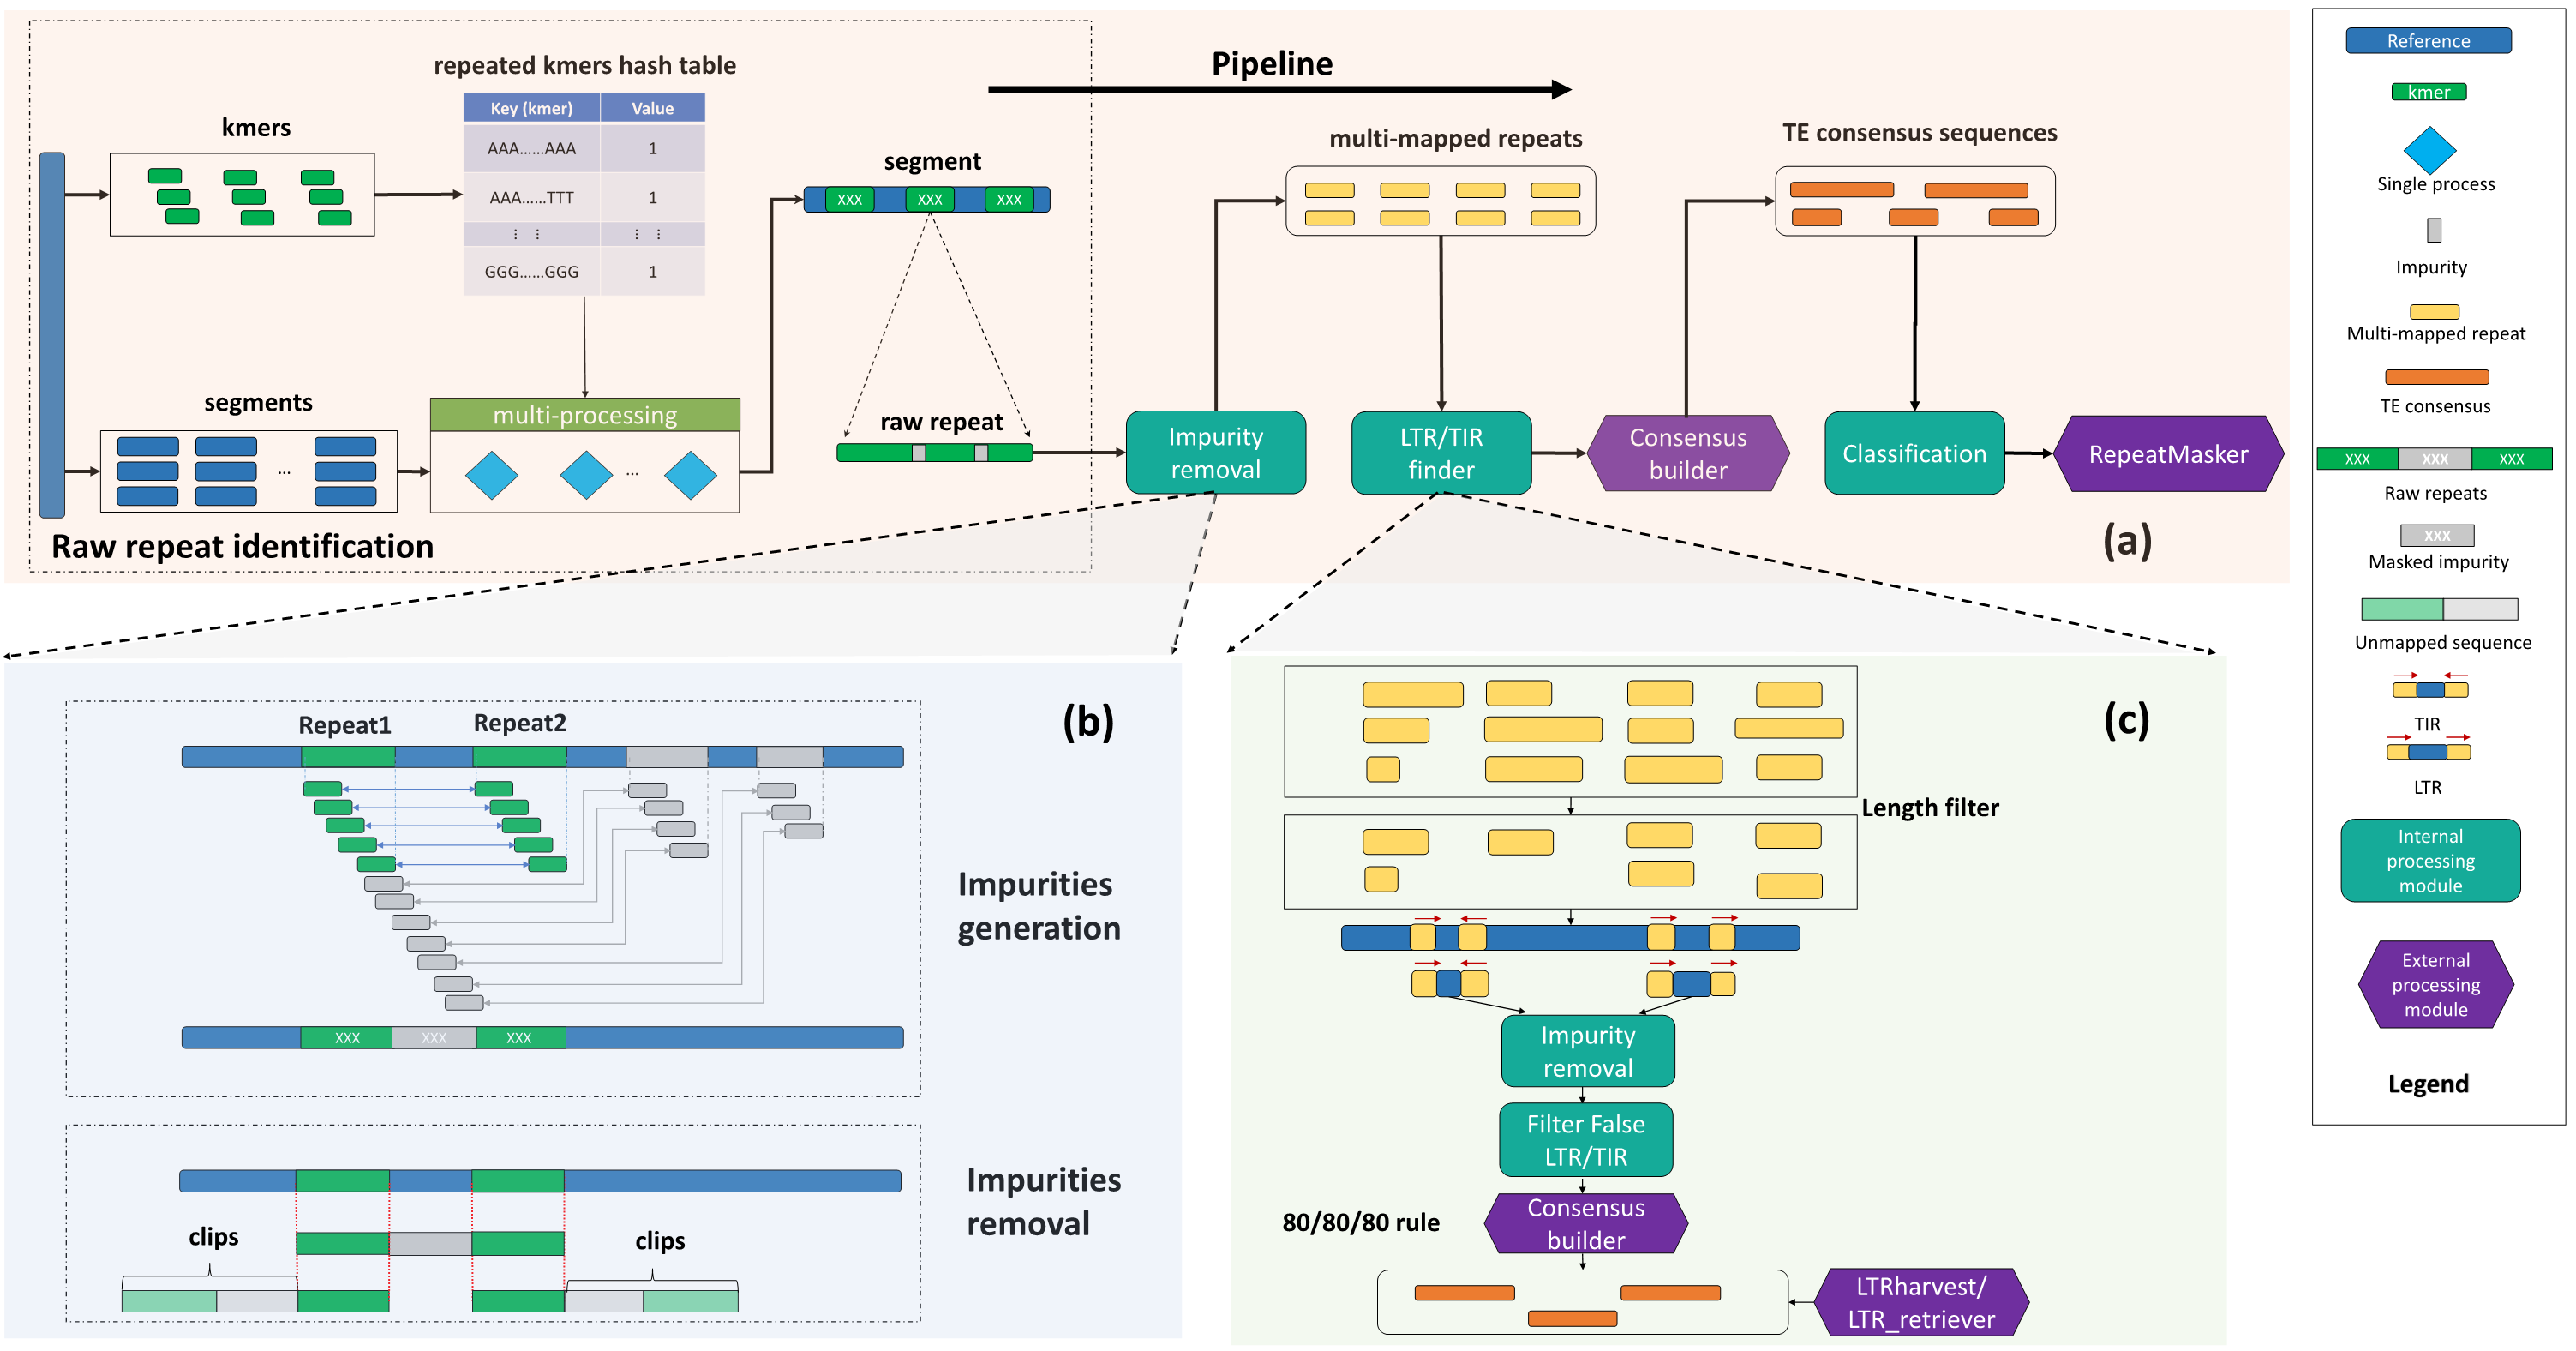 Pipeline
repeated kmers hash table
Key (kmer) Value
AAA......AAA 1
AAA......TTT 1
⋮ ⋮ ⋮ ⋮
GGG......GGG 1
kmers
segments
...
multi-processing
...
segment
XXX XXX XXX
raw repeat
Raw repeat identification
Impurity
removal
multi-mapped repeats
LTR/TIR
finder
Consensus
builder
TE consensus sequences
Classification
RepeatMasker
(a)
(b)
Repeat1 Repeat2
Impurities
generation
XXX XXX XXX
Impurities
removal
clips clips
(c)
Length filter
Impurity
removal
Filter False
LTR/TIR
80/80/80 rule
Consensus
builder
LTRharvest/
LTR_retriever
Reference
kmer
Single process
Impurity
Multi-mapped repeat
TE consensus
XXX XXX XXX
Raw repeats
XXX
Masked impurity
Unmapped sequence
TIR
LTR
Internal
processing
module
External
processing
module
Legend